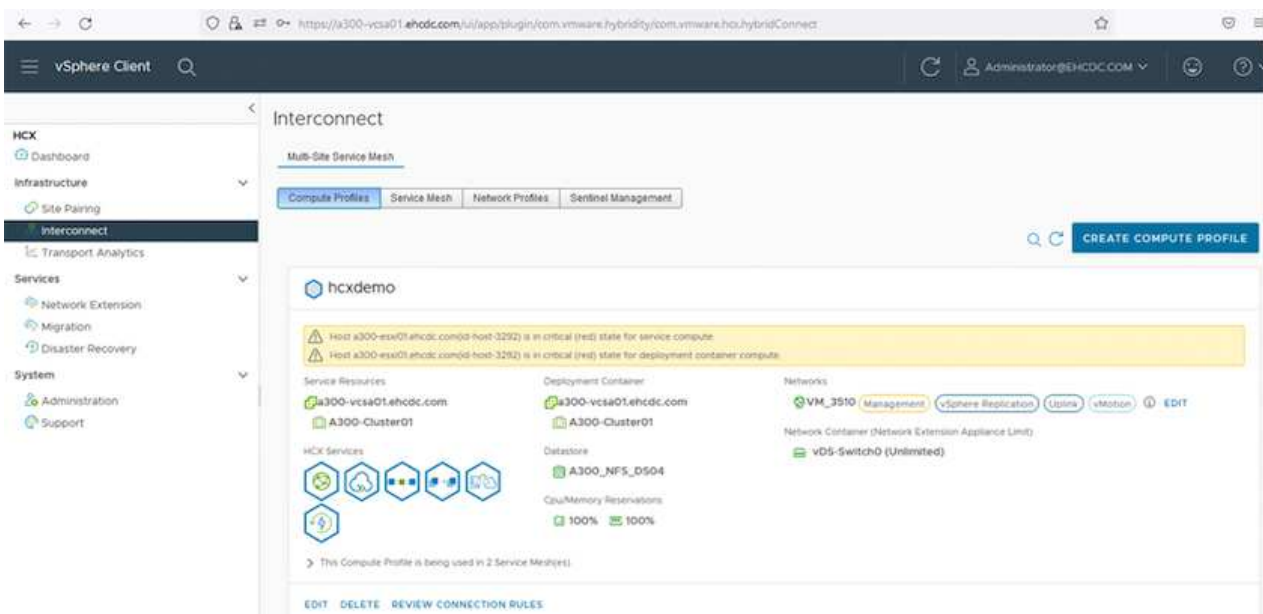 https://a300-vcsa01.ehcdc.com/ui/app/plugin/com.vmware.hybridity/com.vmware.hcx.hybridConnect
vSphere Client
Administrator@EHCDC.COM
HCX
Dashboard
Infrastructure
Site Pairing
Interconnect
Transport Analytics
Services
Network Extension
Migration
Disaster Recovery
System
Administration
Support
Interconnect
Multi-Site Service Mesh
Compute Profiles Service Mesh Network Profiles Sentinel Management
CREATE COMPUTE PROFILE
hcxdemo
Host a300-esxi01.ehcdc.com(id-host-3292) is in critical (red) state for service compute.
Host a300-esxi01.ehcdc.com(id-host-3292) is in critical (red) state for deployment container compute.
Service Resources
a300-vcsa01.ehcdc.com
A300-Cluster01
HCX Services
Deployment Container
a300-vcsa01.ehcdc.com
A300-Cluster01
Datastore
A300_NFS_DS04
Cpu/Memory Reservations
100% 100%
Networks
VM_3510 Management vSphere Replication Uplink vMotion EDIT
Network Container (Network Extension Appliance Limit)
vDS-Switch0 (Unlimited)
This Compute Profile is being used in 2 Service Mesh(es).
EDIT DELETE REVIEW CONNECTION RULES